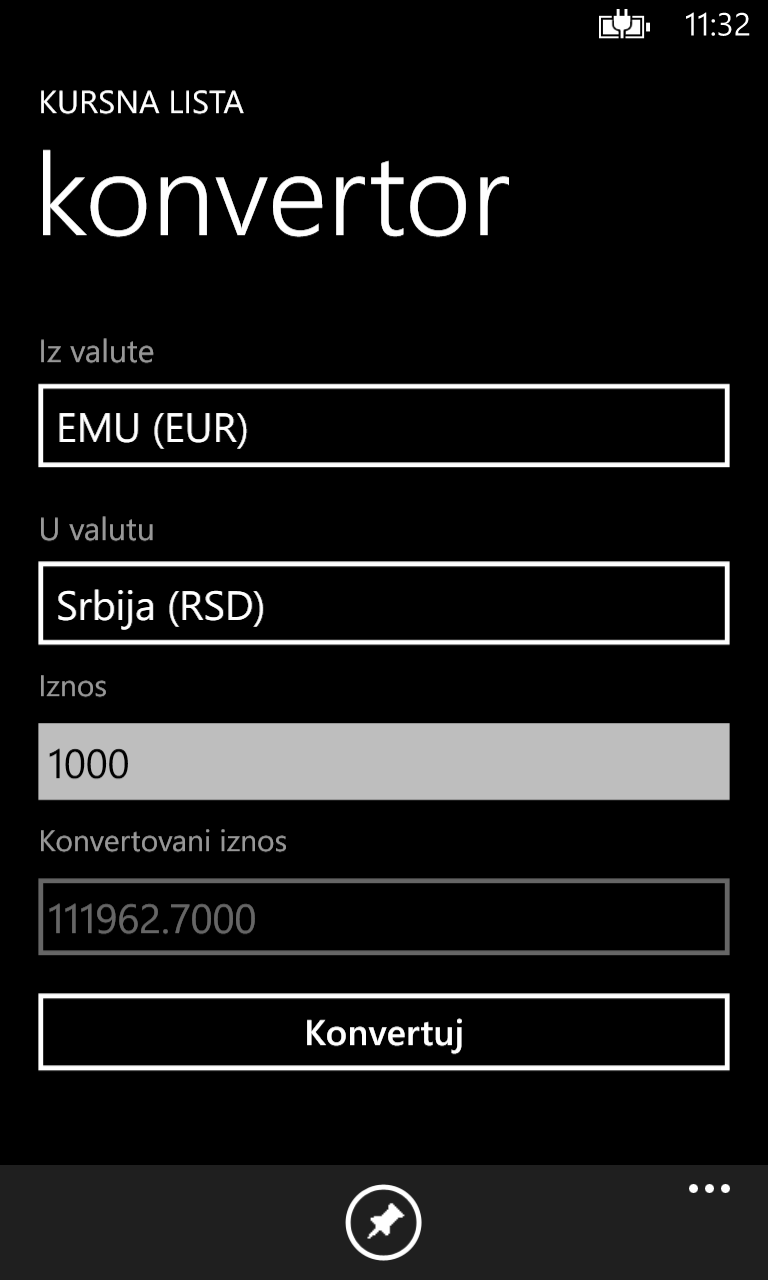 11:32
KURSNA LISTA
konvertor
Iz valute
EMU (EUR)
U valutu
Srbija (RSD)
Iznos
1000
Konvertovani iznos
111962.7000
Konvertuj